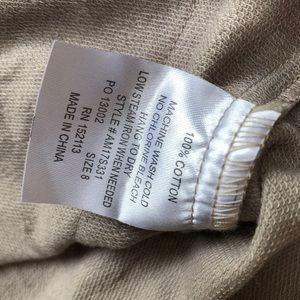 100% COTTON
MACHINE WASH COLD
NO CHLORINE BLEACH
HANG TO DRY
LOW STEAM IRON WHEN NEEDED
STYLE # AM17S331
PO 13002
RN 152113 SIZE 8
MADE IN CHINA